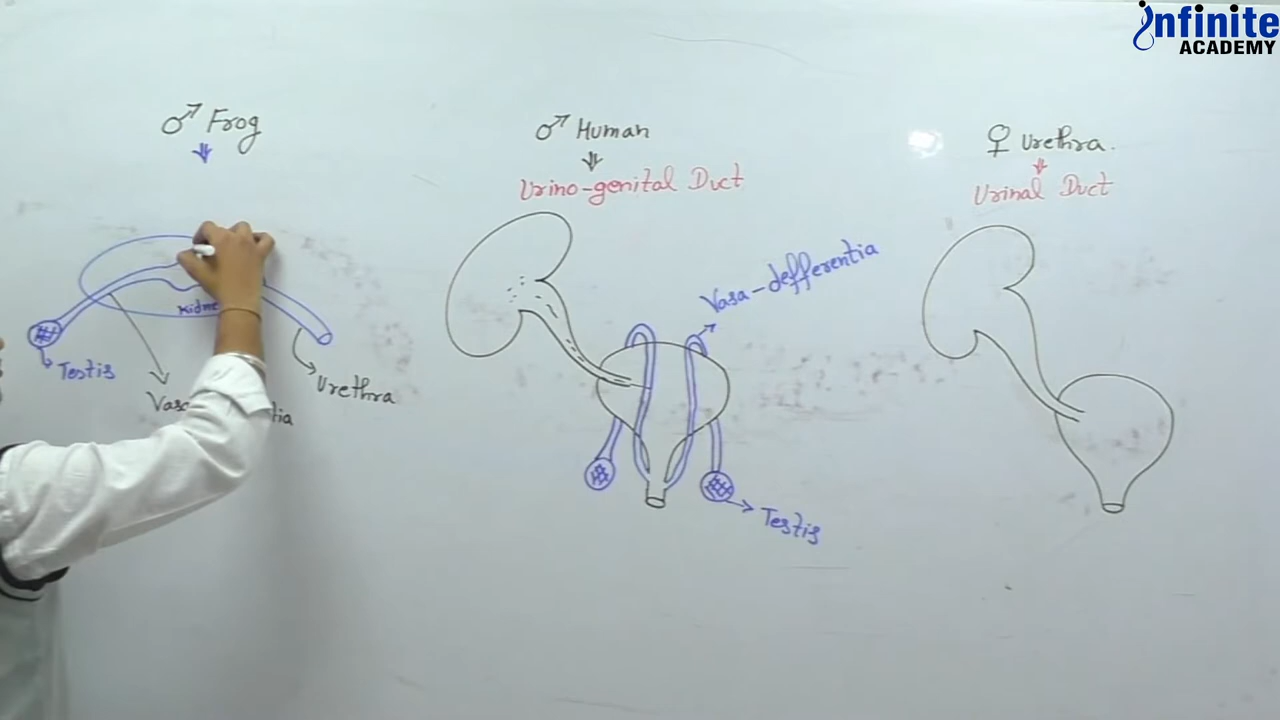 infinite
ACADEMY
♂ Frog
♂ Human
Urino-genital Duct
♀ Urethra.
Urinal Duct
Testis
Urethra
Vasa-defferentia
Testis